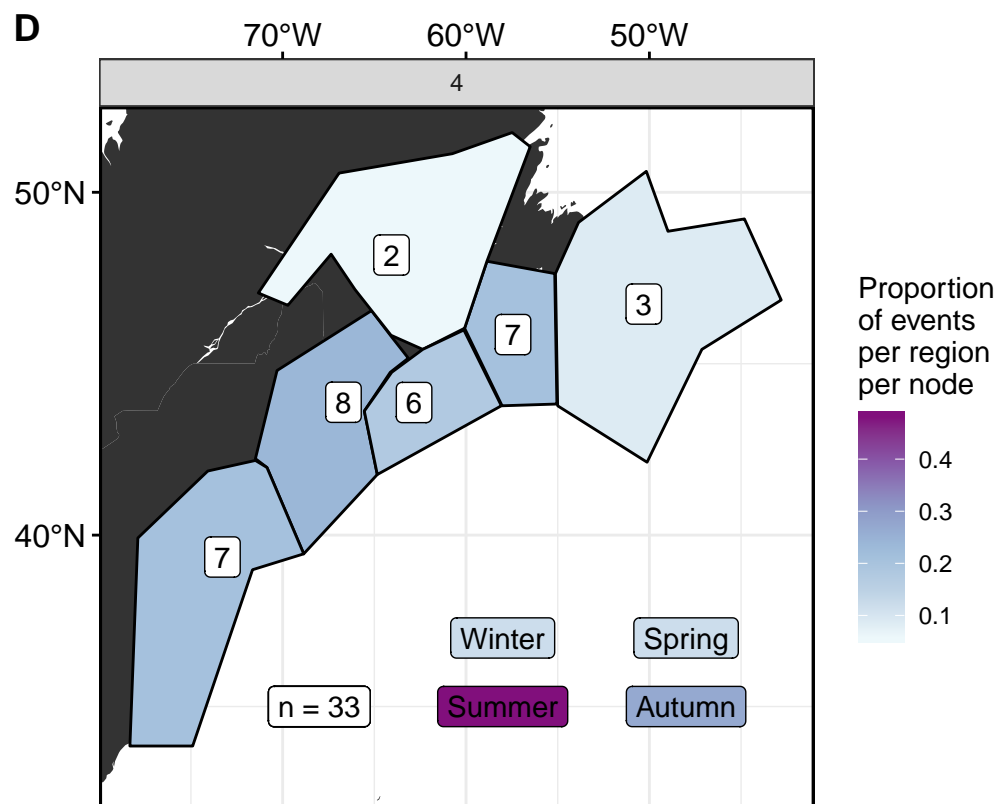 D
70°W 60°W 50°W
4
50°N
40°N
2
3
7
8
6
7
Winter Spring
n = 33 Summer Autumn
Proportion
of events
per region
per node
0.4
0.3
0.2
0.1